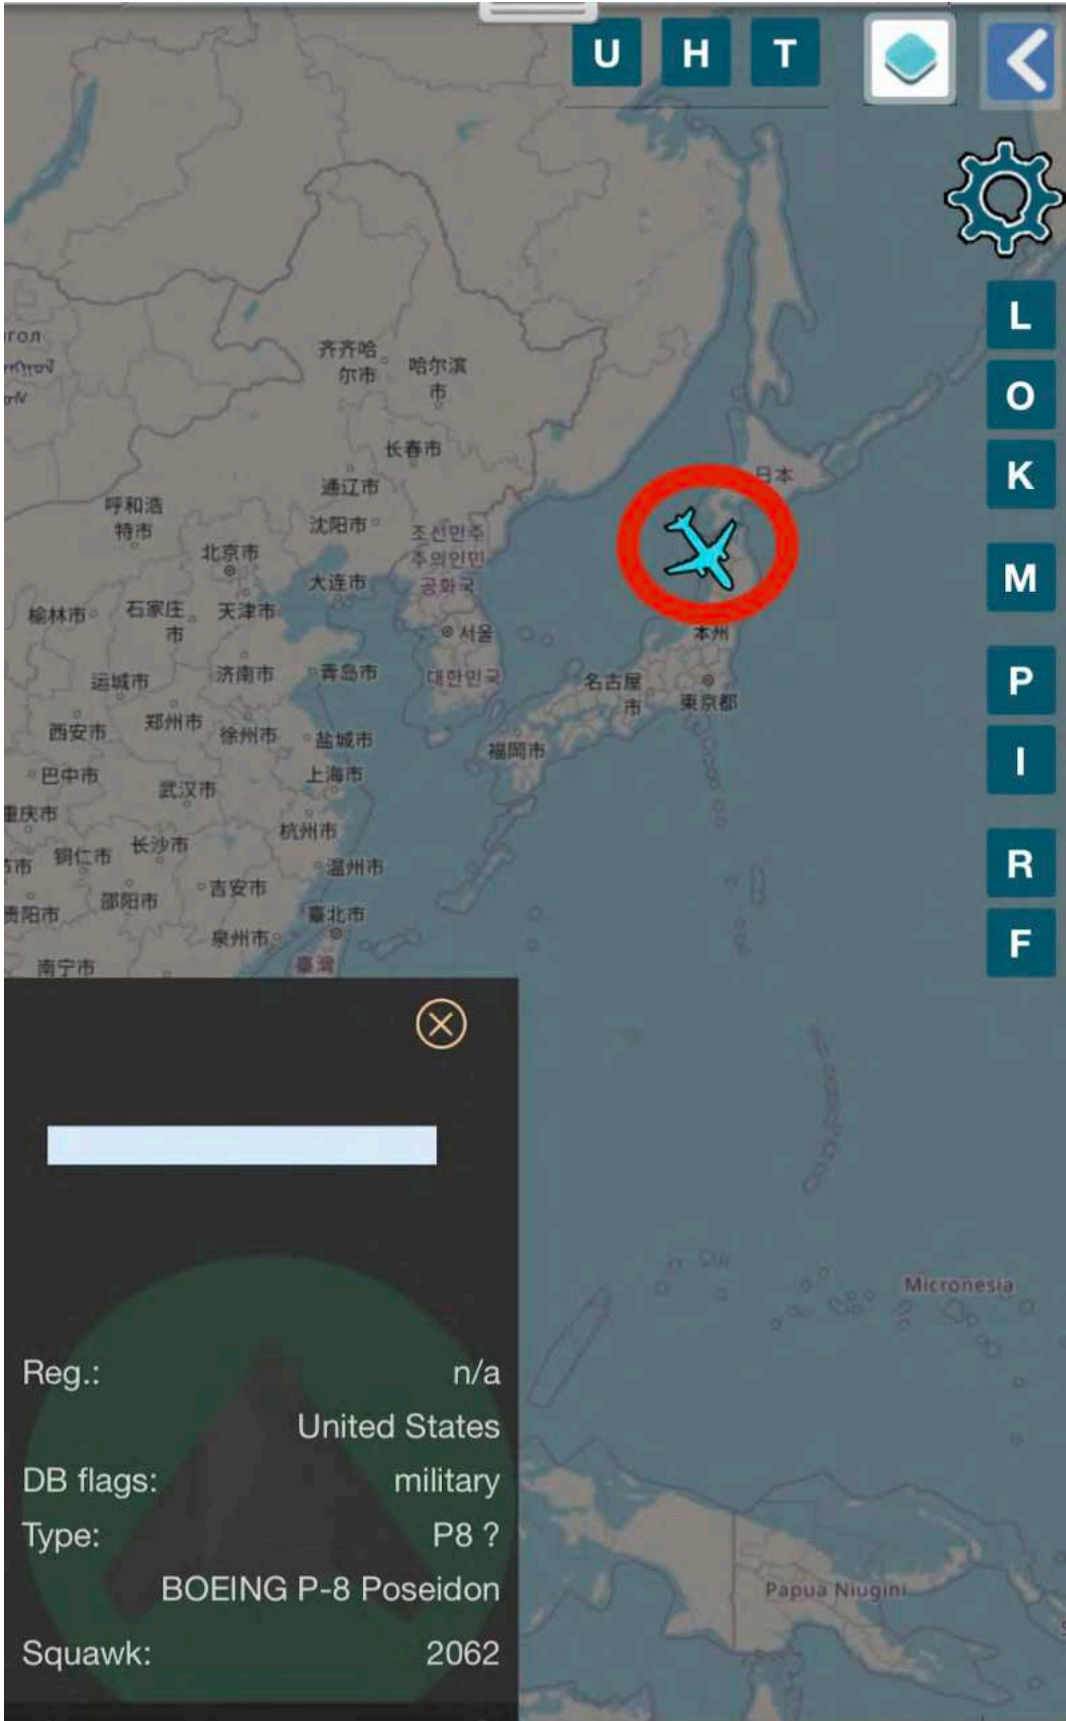 U H T
L
O
K
M
P
I
R
F
齐齐哈
尔市
哈尔滨
市
长春市
通辽市
呼和浩
特市
沈阳市
조선민주
주의인민
공화국
日本
北京市
大连市
榆林市
石家庄
市
天津市
서울
本州
运城市
济南市
青岛市
대한민국
名古屋
市
東京都
西安市
郑州市
徐州市
盐城市
福岡市
巴中市
武汉市
上海市
重庆市
杭州市
铜仁市
长沙市
温州市
邵阳市
吉安市
贵阳市
臺北市
泉州市
南宁市
臺灣
Micronesia
Papua Niugini
Reg.: n/a
United States
DB flags: military
Type: P8 ?
BOEING P-8 Poseidon
Squawk: 2062